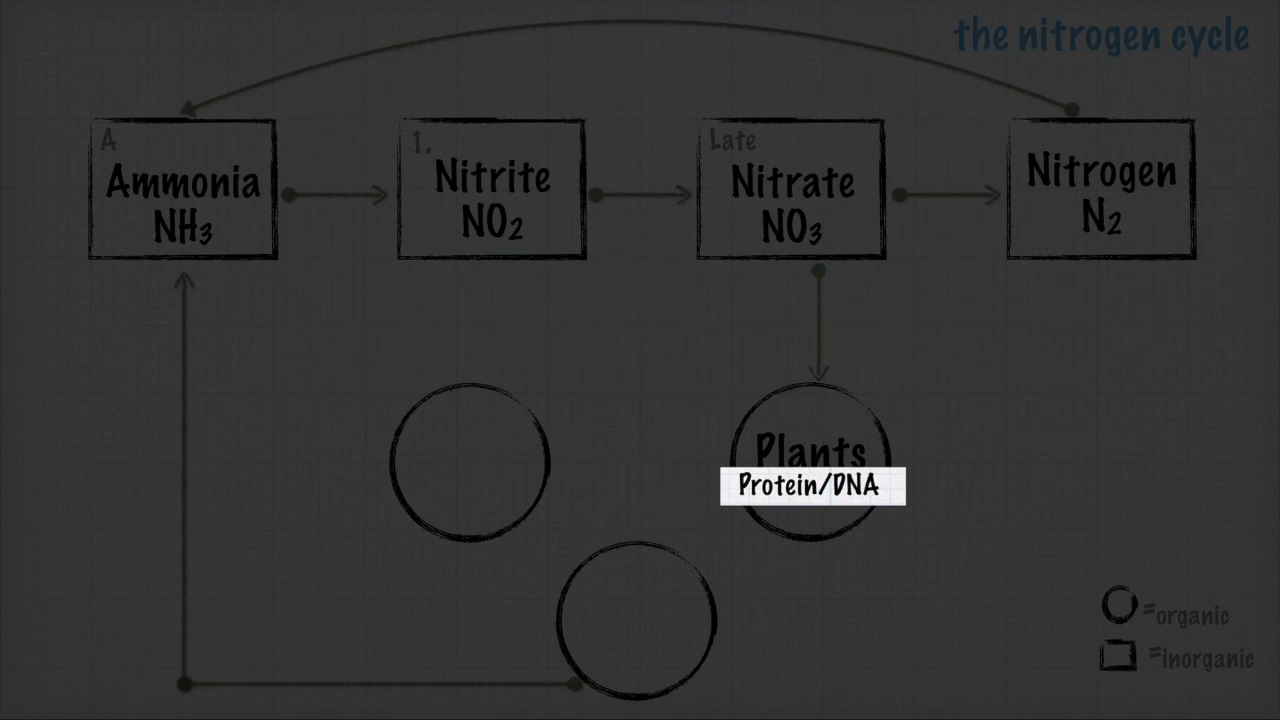 the nitrogen cycle
A
Ammonia
NH3
1.
Nitrite
NO2
Late
Nitrate
NO3
Nitrogen
N2
Plants
Protein/DNA
=organic
=inorganic